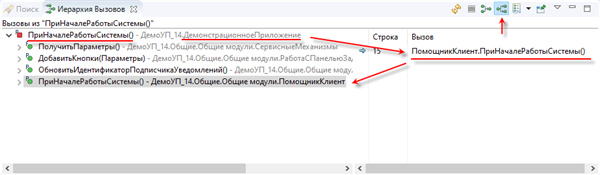 Поиск Иерархия Вызовов
Вызовы из "ПриНачалеРаботыСистемы()"
ПриНачалеРаботыСистемы() - ДемоУП_14.ДемонстрационноеПриложение
ПолучитьПараметры() - ДемоУП_14.Общие.Общие модули.СервисныеМеханизмы
ДобавитьКнопки(Параметры) - ДемоУП_14.Общие.Общие модули.РаботаСПанельюЗа,
ОбновитьИдентификаторПодписчикаУведомлений() - ДемоУП_14.Общие.Общие моду,
ПриНачалеРаботыСистемы() - ДемоУП_14.Общие.Общие модули.ПомощникКлиент
Строка Вызов
15 ПомощникКлиент.ПриНачалеРаботыСистемы()